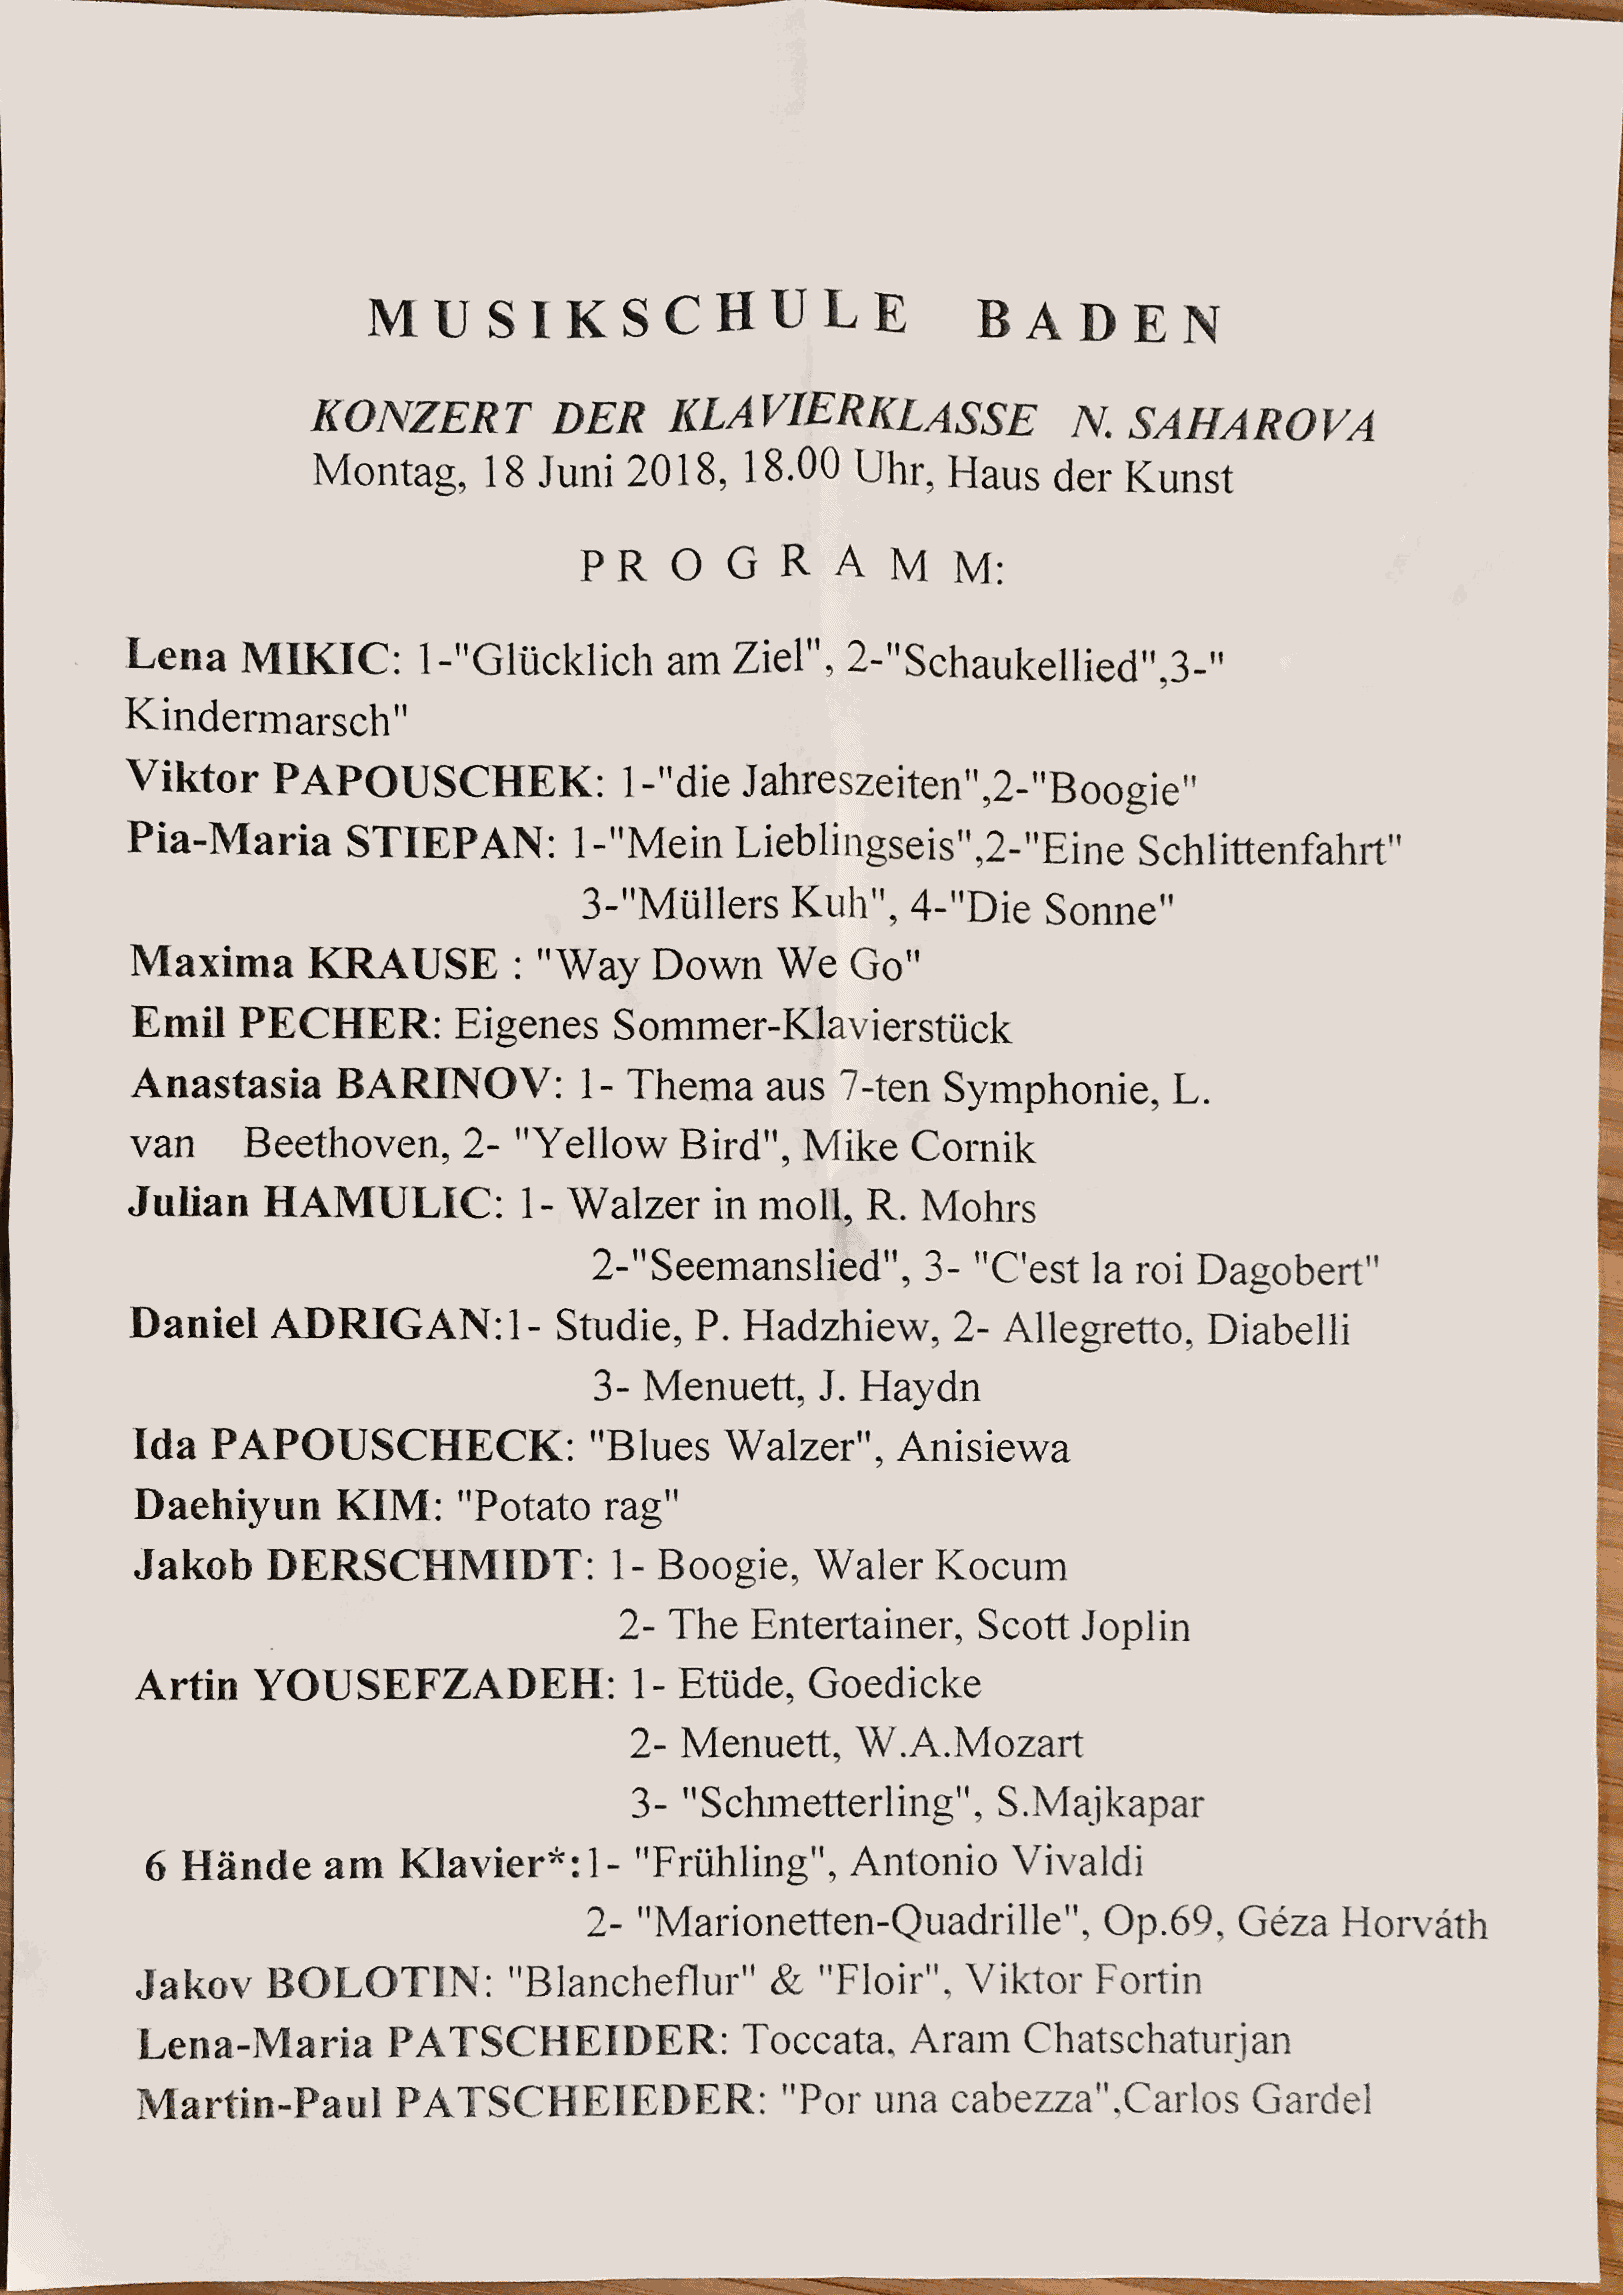 MUSIKSCHULE BADEN
KONZERT DER KLAVIERKLASSE N. SAHAROVA
Montag, 18 Juni 2018, 18.00 Uhr, Haus der Kunst
PROGRAMM:
Lena MIKIC: 1-"Glücklich am Ziel", 2-"Schaukellied",3-"
Kindermarsch"
Viktor PAPOUSCHEK: 1-"die Jahreszeiten",2-"Boogie"
Pia-Maria STIEPAN: 1-"Mein Lieblingseis",2-"Eine Schlittenfahrt"
3-"Müllers Kuh", 4-"Die Sonne"
Maxima KRAUSE : "Way Down We Go"
Emil PECHER: Eigenes Sommer-Klavierstück
Anastasia BARINOV: 1- Thema aus 7-ten Symphonie, L.
van Beethoven, 2- "Yellow Bird", Mike Cornik
Julian HAMULIC: 1- Walzer in moll, R. Mohrs
2-"Seemanslied", 3- "C'est la roi Dagobert"
Daniel ADRIGAN:1- Studie, P. Hadzhiew, 2- Allegretto, Diabelli
3- Menuett, J. Haydn
Ida PAPOUSCHECK: "Blues Walzer", Anisiewa
Daehiyun KIM: "Potato rag"
Jakob DERSCHMIDT: 1- Boogie, Waler Kocum
2- The Entertainer, Scott Joplin
Artin YOUSEFZADEH: 1- Etüde, Goedicke
2- Menuett, W.A.Mozart
3- "Schmetterling", S.Majkapar
6 Hände am Klavier*:1- "Frühling", Antonio Vivaldi
2- "Marionetten-Quadrille", Op.69, Géza Horváth
Jakov BOLOTIN: "Blancheflur" & "Floir", Viktor Fortin
Lena-Maria PATSCHEIDER: Toccata, Aram Chatschaturjan
Martin-Paul PATSCHEIEDER: "Por una cabezza",Carlos Gardel